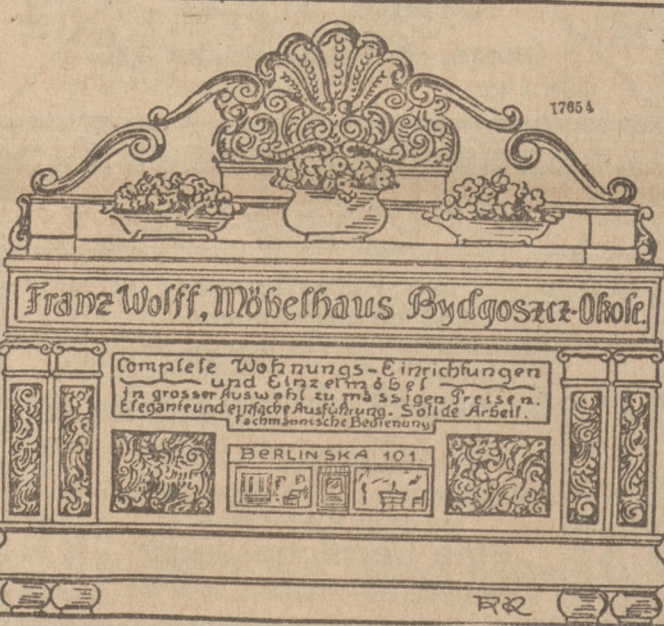 17654
Franz Wolff, Möbelhaus Bydgoszcz-Okole.
Complete Wohnungs-Einrichtungen
und Einzelmöbel
in grosser Auswahl zu mässigen Preisen.
Elegante und einfache Ausführung. Solide Arbeit.
Fachmännische Bedienung
BERLINSKA 101